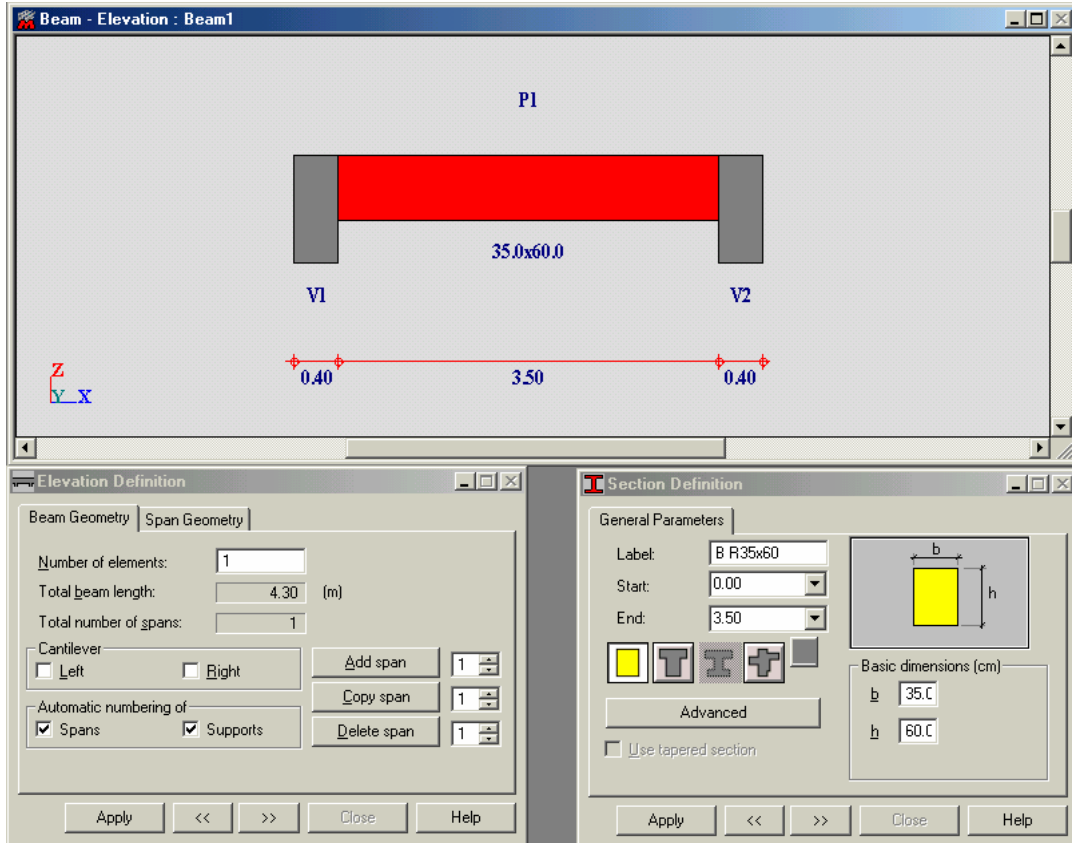 Beam - Elevation : Beam1
P1
35.0x60.0
V1 V2
0.40 3.50 0.40
Z
Y X
Elevation Definition
Beam Geometry Span Geometry
Number of elements: 1
Total beam length: 4.30 (m)
Total number of spans: 1
Cantilever
Left Right
Add span 1
Copy span 1
Automatic numbering of
Spans Supports
Delete span 1
Apply << >> Close Help
Section Definition
General Parameters
Label: B R35x60
Start: 0.00
End: 3.50
b
h
Basic dimensions (cm)
b 35.0
h 60.0
Advanced
Use tapered section
Apply << >> Close Help